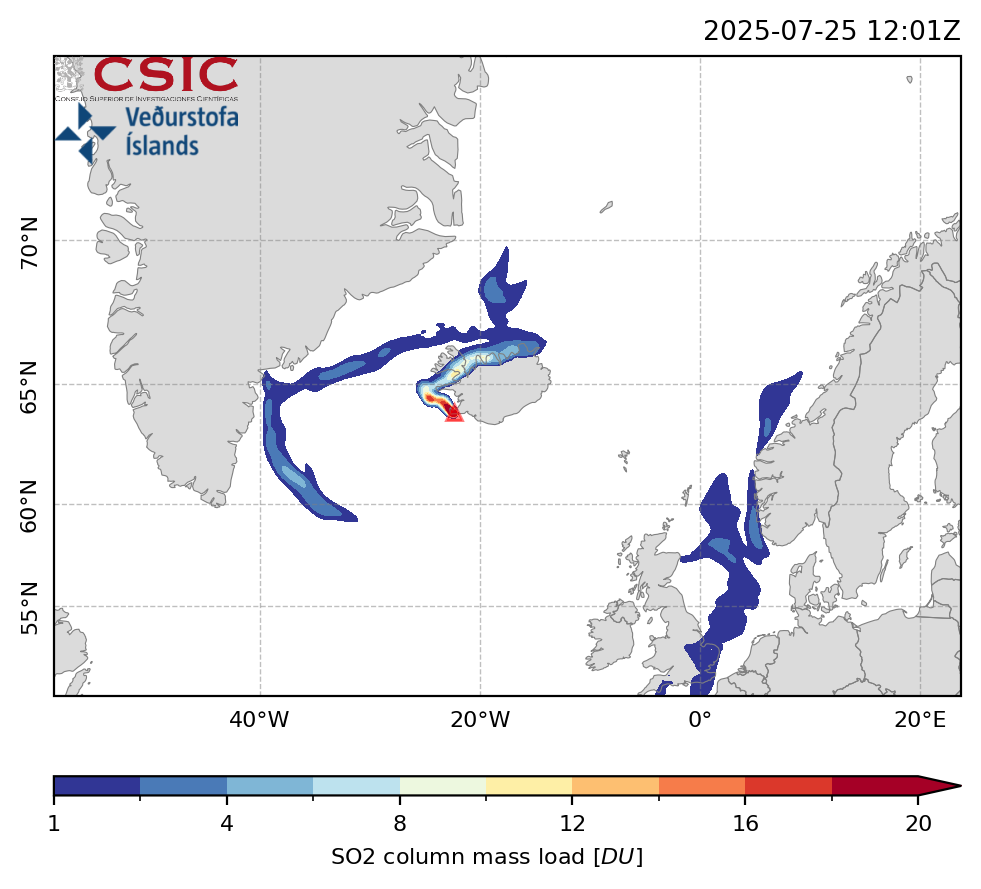 2025-07-25 12:01Z
CSIC
CONSEJO SUPERIOR DE INVESTIGACIONES CIENTÍFICAS
Veðurstofa
Íslands
70°N
65°N
60°N
55°N
40°W 20°W 0° 20°E
1 4 8 12 16 20
SO2 column mass load [DU]